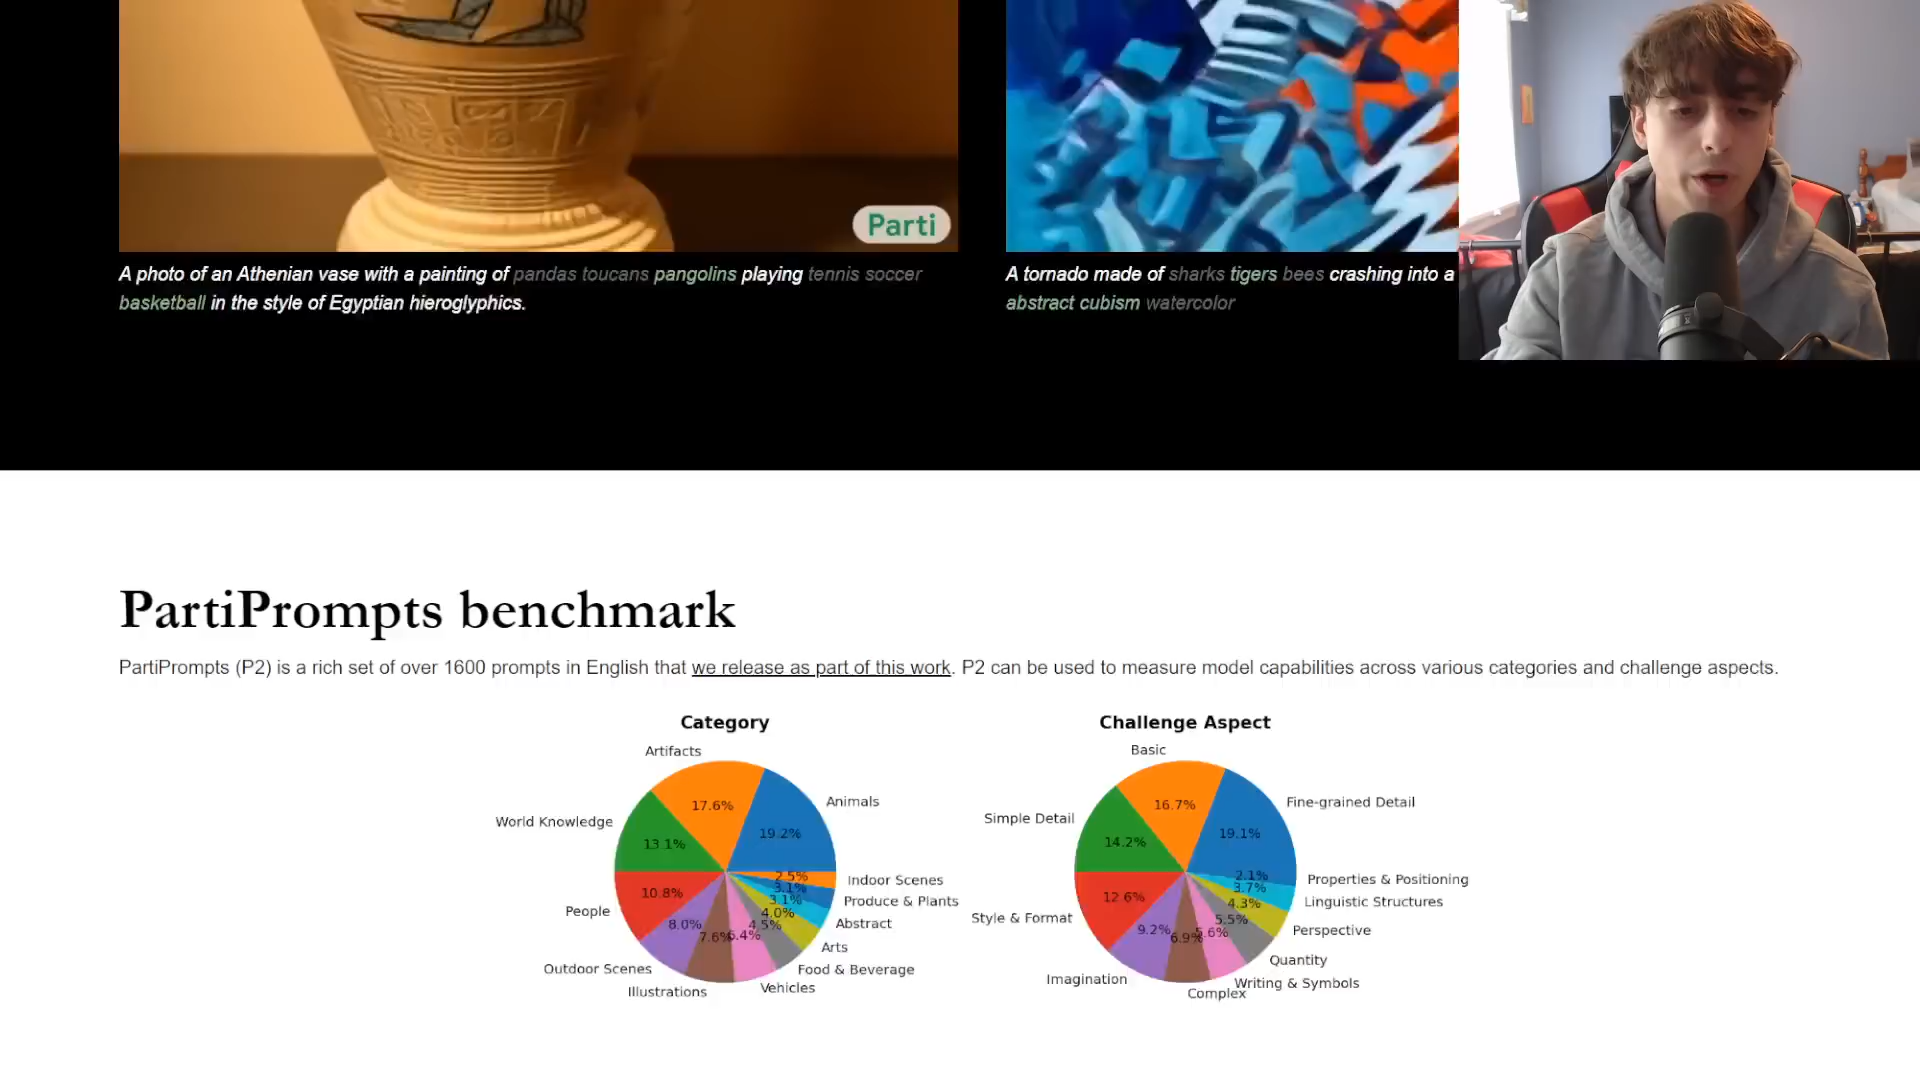 Parti
A photo of an Athenian vase with a painting of pandas toucans pangolins playing tennis soccer
basketball in the style of Egyptian hieroglyphics.
A tornado made of sharks tigers bees crashing into a
abstract cubism watercolor
PartiPrompts benchmark
PartiPrompts (P2) is a rich set of over 1600 prompts in English that we release as part of this work. P2 can be used to measure model capabilities across various categories and challenge aspects.
Category
Artifacts
Animals
World Knowledge
People
Outdoor Scenes
Illustrations
Vehicles
Food & Beverage
Arts
Abstract
Produce & Plants
Indoor Scenes
17.6%
19.2%
13.1%
10.8%
8.0%
7.6%
6.4%
4.5%
4.0%
3.1%
3.1%
2.5%
Challenge Aspect
Basic
Fine-grained Detail
Simple Detail
Style & Format
Imagination
Complex
Writing & Symbols
Quantity
Perspective
Linguistic Structures
Properties & Positioning
16.7%
19.1%
14.2%
12.6%
9.2%
6.9%
5.6%
5.5%
4.3%
3.7%
2.1%